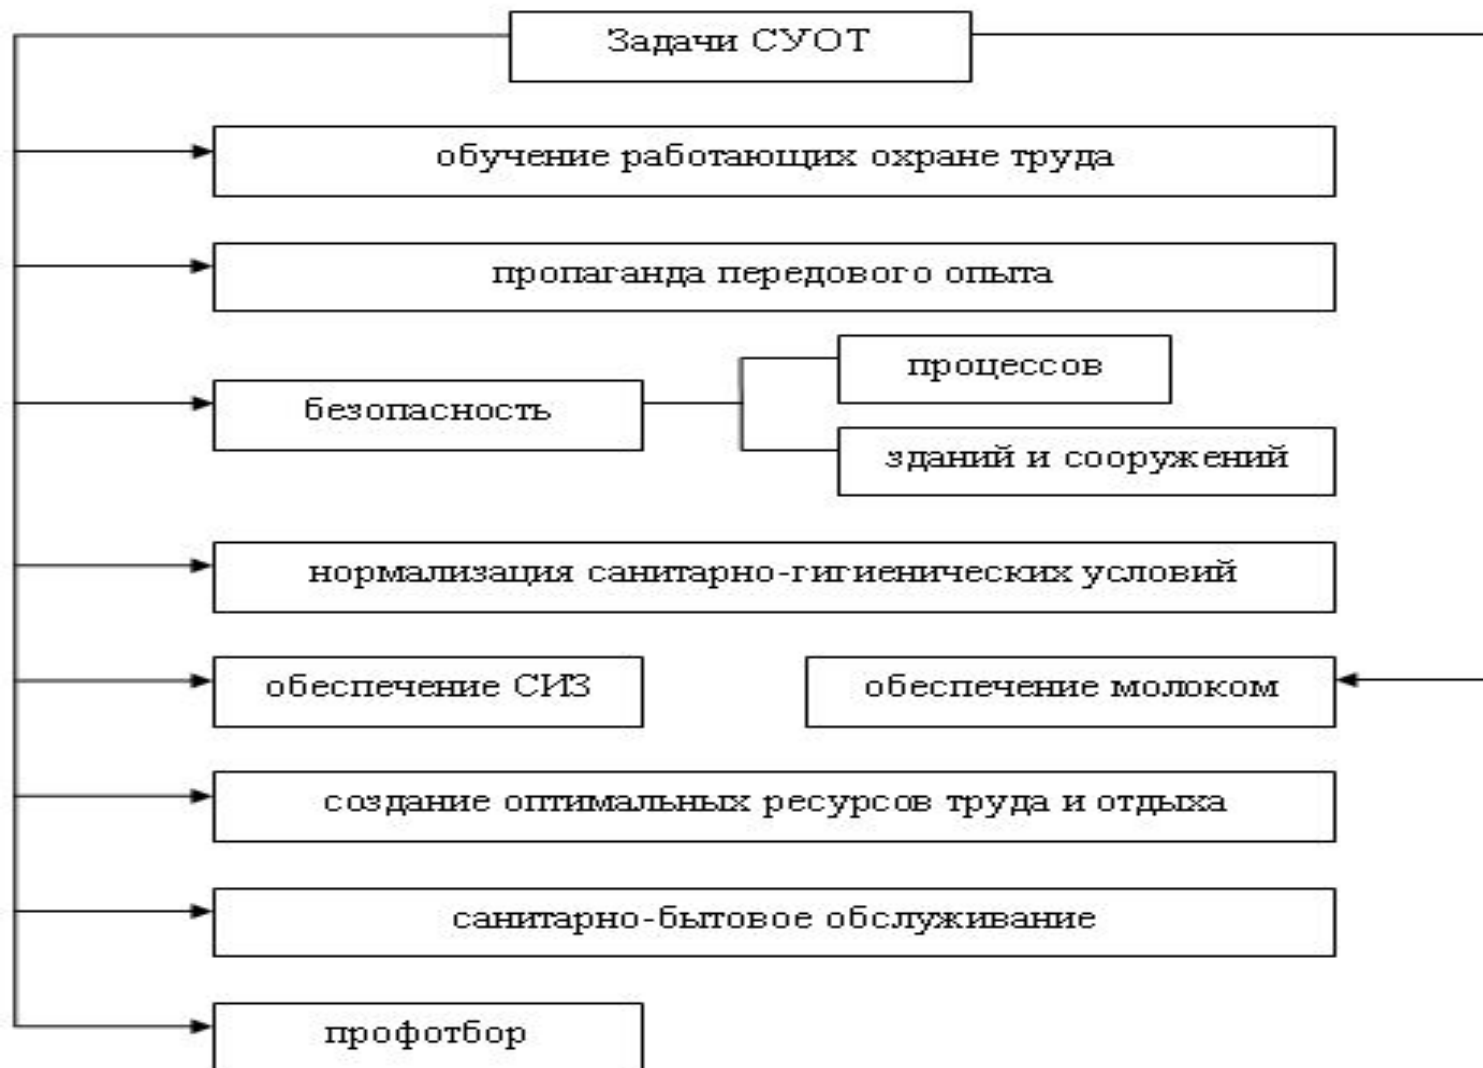 Задачи СУОТ
обучение работающих охране труда
пропаганда передового опыта
процессов
безопасность
зданий и сооружений
нормализация санитарно-гигиенических условий
обеспечение СИЗ
обеспечение молоком
создание оптимальных ресурсов труда и отдыха
санитарно-бытовое обслуживание
профотбор